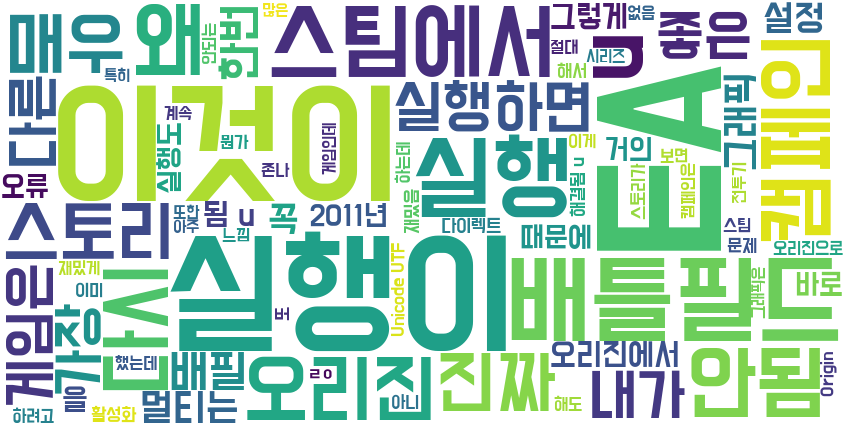 많은
매우
왜
안되는
한번
스팀에서
u
그렇게
없음
절대
시리즈
해서
좋은
설정
특히
다른
이것이
계속
뭔가
실행도
존나
게임인데
실행하면
하는데
재밌음
이게
거의
보면
그래픽
EA
캠페인
전투기
오류
스토리
또한
아주
됨 u
느낌
꼭
2011년
실행
다이렉트
해결됨 u
때문에
스토리가
캠페인은
스팀
문제
오리진으로
재밌게
이미
게임은
가장
난
실행이
버
Unicode UTF
배틀필드
그래픽은
바로
했는데
배필
ㄹㅇ
오리진
아니
진짜
오리진에서
내가
안됨
Origin
을
활성화
멀티는
하려고
해도